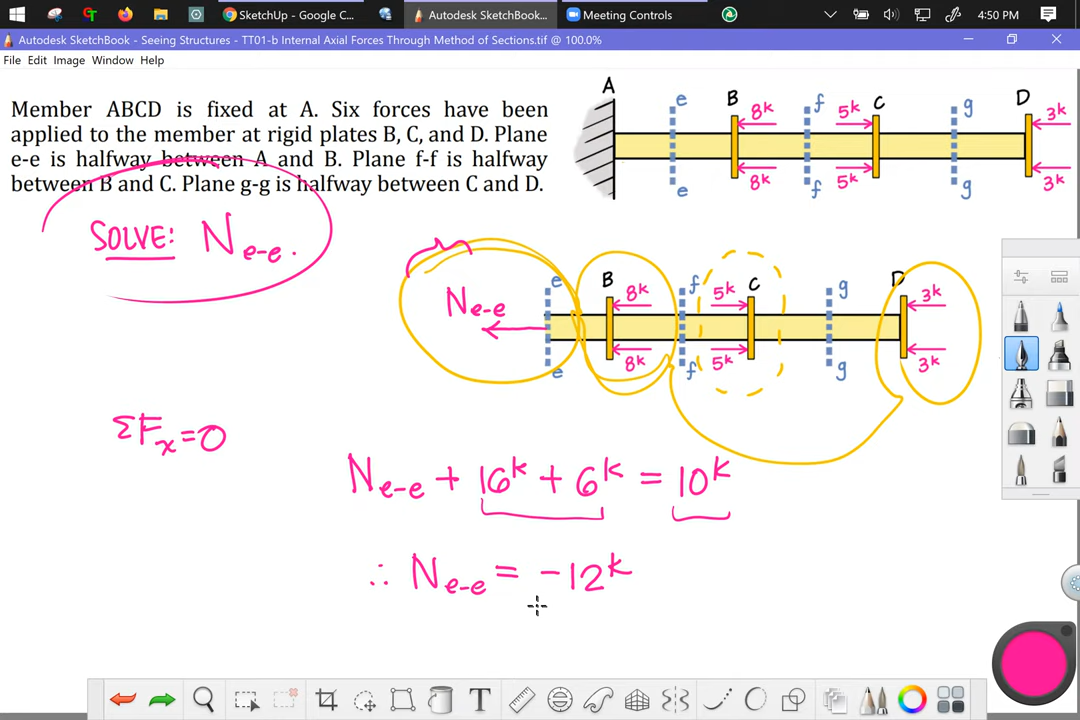 SketchUp - Google C...
Autodesk SketchBook...
Meeting Controls
4:50 PM
Autodesk SketchBook - Seeing Structures - TT01-b Internal Axial Forces Through Method of Sections.tif @ 100.0%
File Edit Image Window Help
Member ABCD is fixed at A. Six forces have been
applied to the member at rigid plates B, C, and D. Plane
e-e is halfway between A and B. Plane f-f is halfway
between B and C. Plane g-g is halfway between C and D.
A e B 8k f 5k C g D 3k
e 8k f 5k g 3k
SOLVE: Ne-e.
e B 8k f 5k C g D 3k
Ne-e
e 8k f 5k g 3k
ΣFx=0
Ne-e + 16k + 6k = 10k
∴ Ne-e = -12k
T